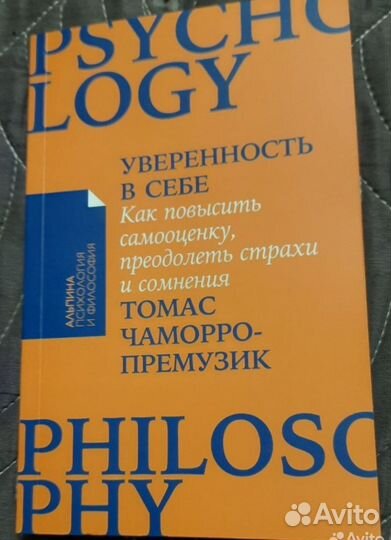 PSYCHO
LOGY
УВЕРЕННОСТЬ
В СЕБЕ
Как повысить
самооценку,
преодолеть страхи
и сомнения
ТОМАС
ЧАМОРРО-
ПРЕМУЗИК
АЛЬПИНА
ПСИХОЛОГИЯ
И ФИЛОСОФИЯ
PHILOSO
PHY
Avito
Avito